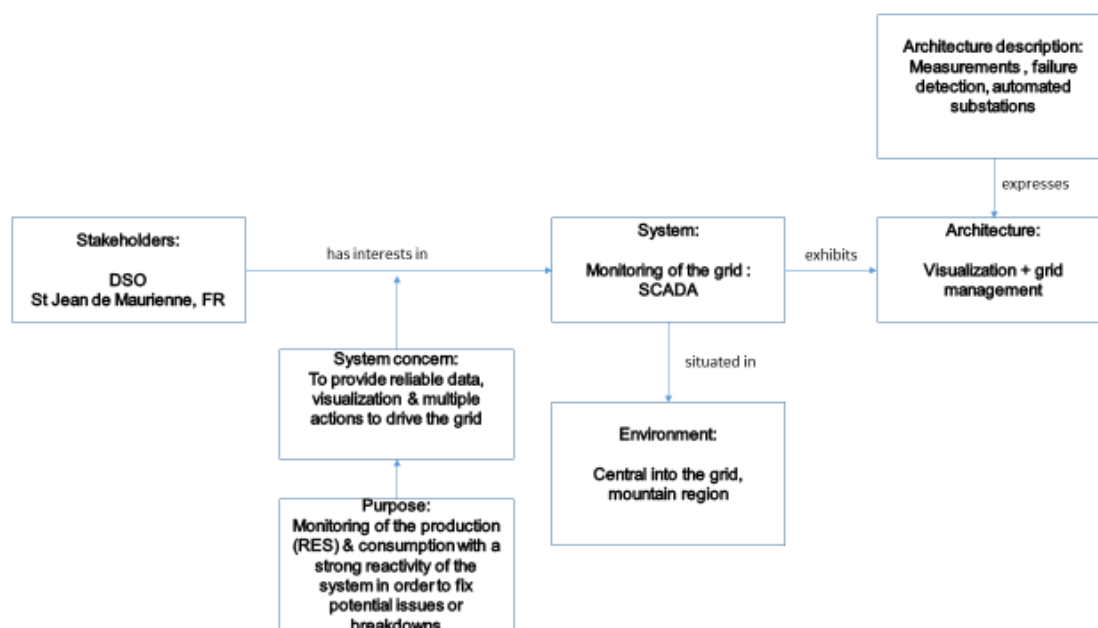 Architecture description:
Measurements , failure
detection, automated
substations
expresses
Stakeholders:
DSO
St Jean de Maurienne, FR
has interests in
System:
Monitoring of the grid :
SCADA
exhibits
Architecture:
Visualization + grid
management
System concern:
To provide reliable data,
visualization & multiple
actions to drive the grid
situated in
Environment:
Central into the grid,
mountain region
Purpose:
Monitoring of the production
(RES) & consumption with a
strong reactivity of the
system in order to fix
potential issues or
breakdowns